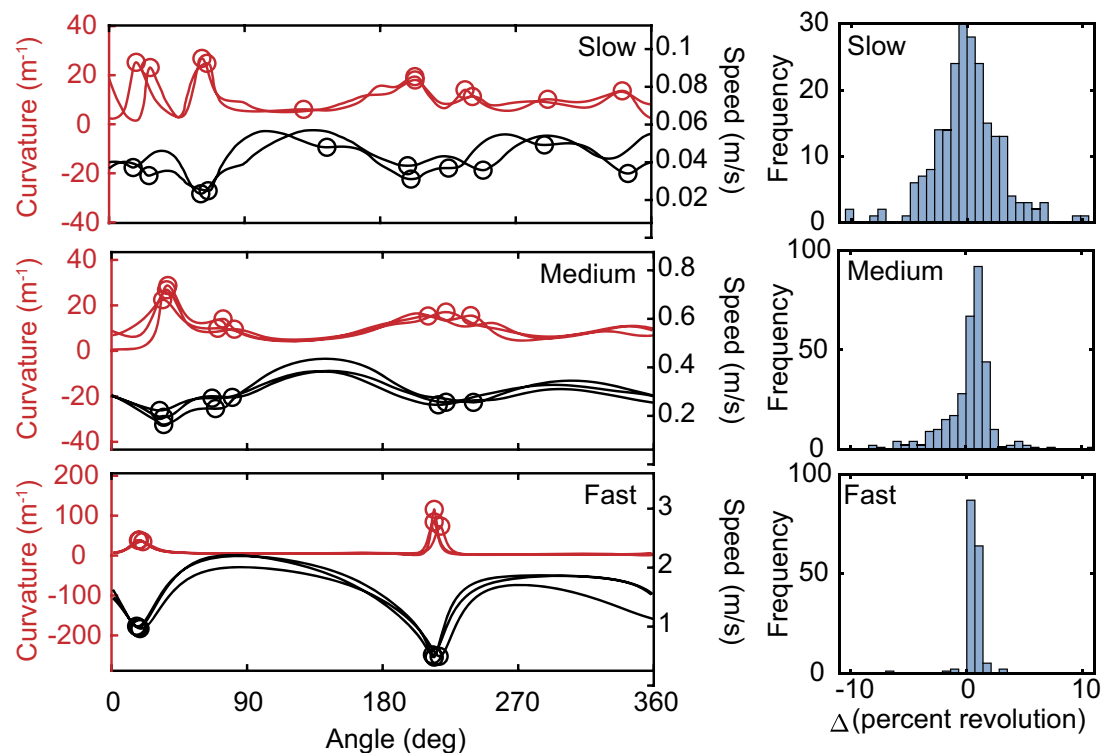 Slow
Curvature (m-1)
40
20
0
-20
-40
0.1
0.08
0.06
0.04
0.02
Speed (m/s)
Slow
Frequency
30
20
10
0
Medium
Curvature (m-1)
40
20
0
-20
-40
0.8
0.6
0.4
0.2
Speed (m/s)
Medium
Frequency
100
50
0
Fast
Curvature (m-1)
200
100
0
-100
-200
3
2
1
Speed (m/s)
0
90
180
270
360
Angle (deg)
Fast
Frequency
100
50
0
-10
0
10
Δ (percent revolution)